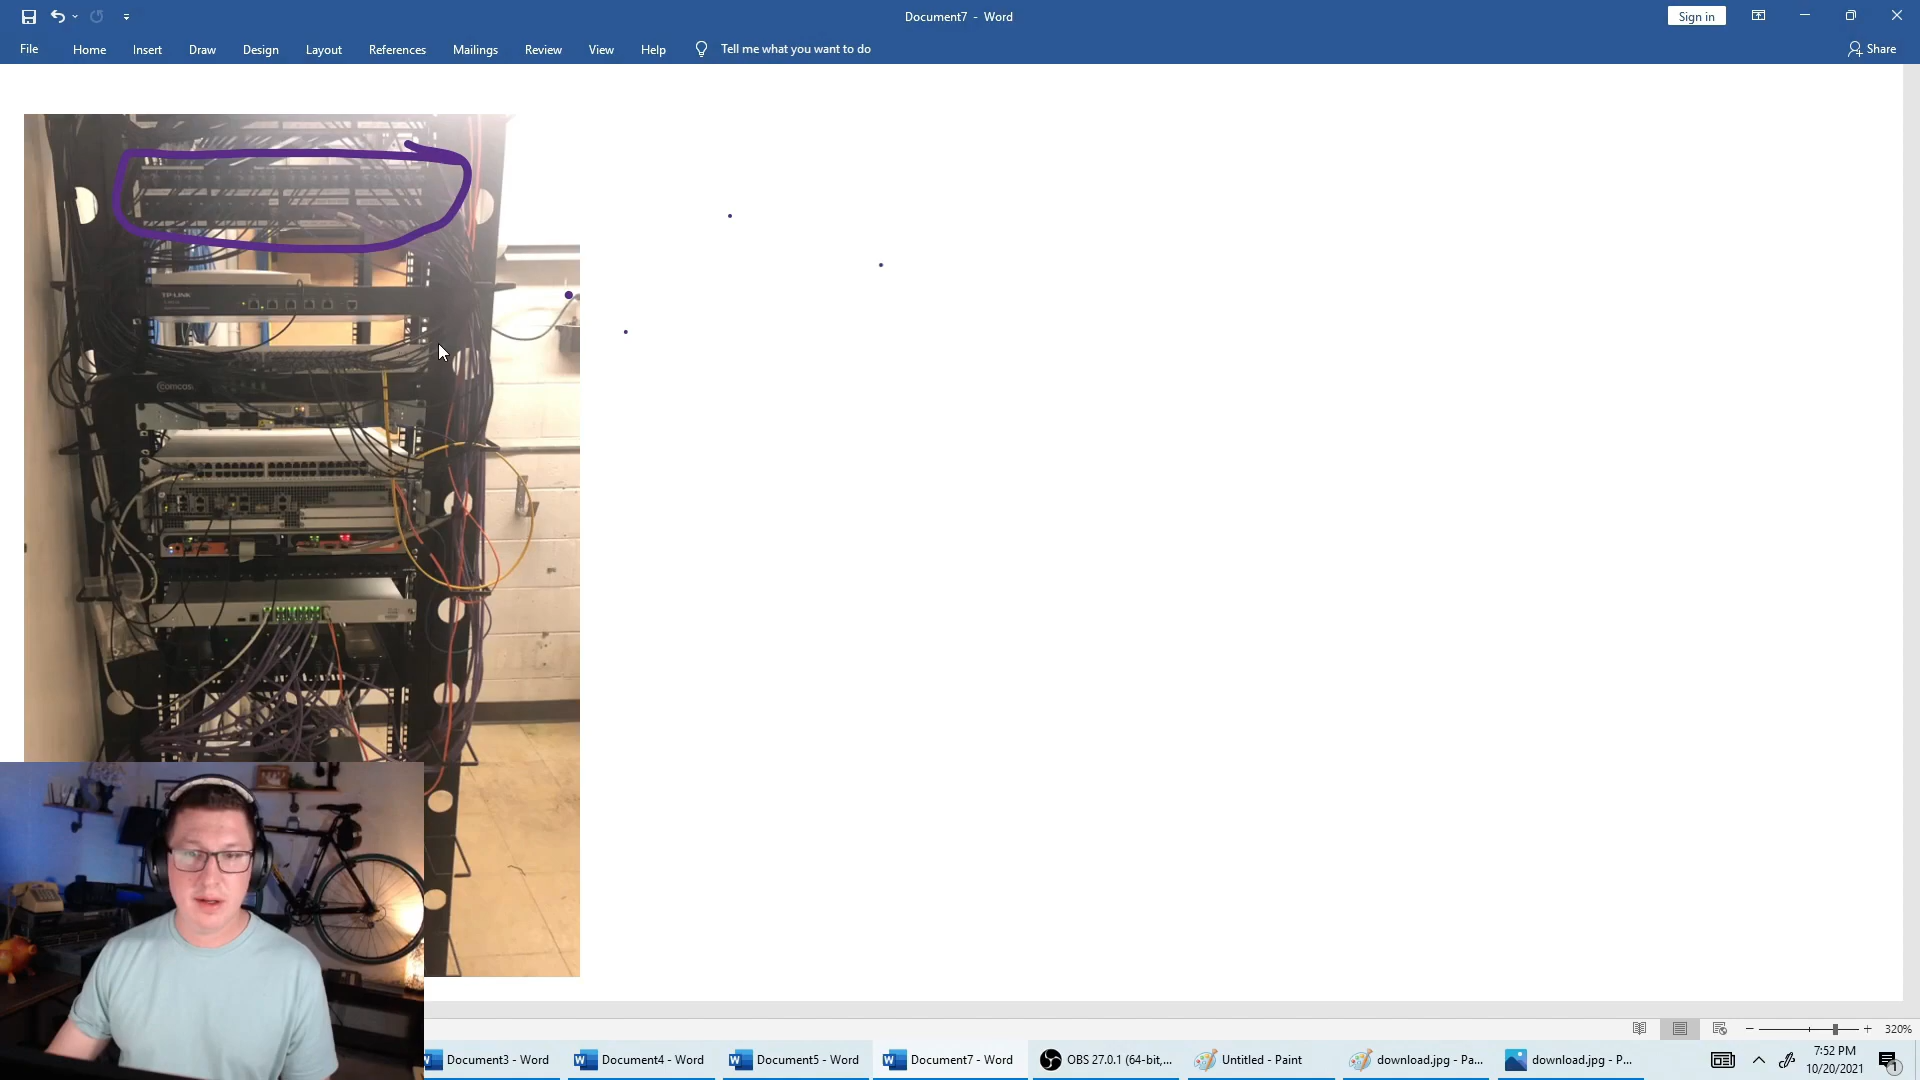 Document7 - Word
Sign in
File Home Insert Draw Design Layout References Mailings Review View Help Tell me what you want to do
Share
TP-LINK
comcast
320%
Document3 - Word
Document4 - Word
Document5 - Word
Document7 - Word
OBS 27.0.1 (64-bit,...
Untitled - Paint
download.jpg - Pa...
download.jpg - P...
7:52 PM
10/20/2021
1